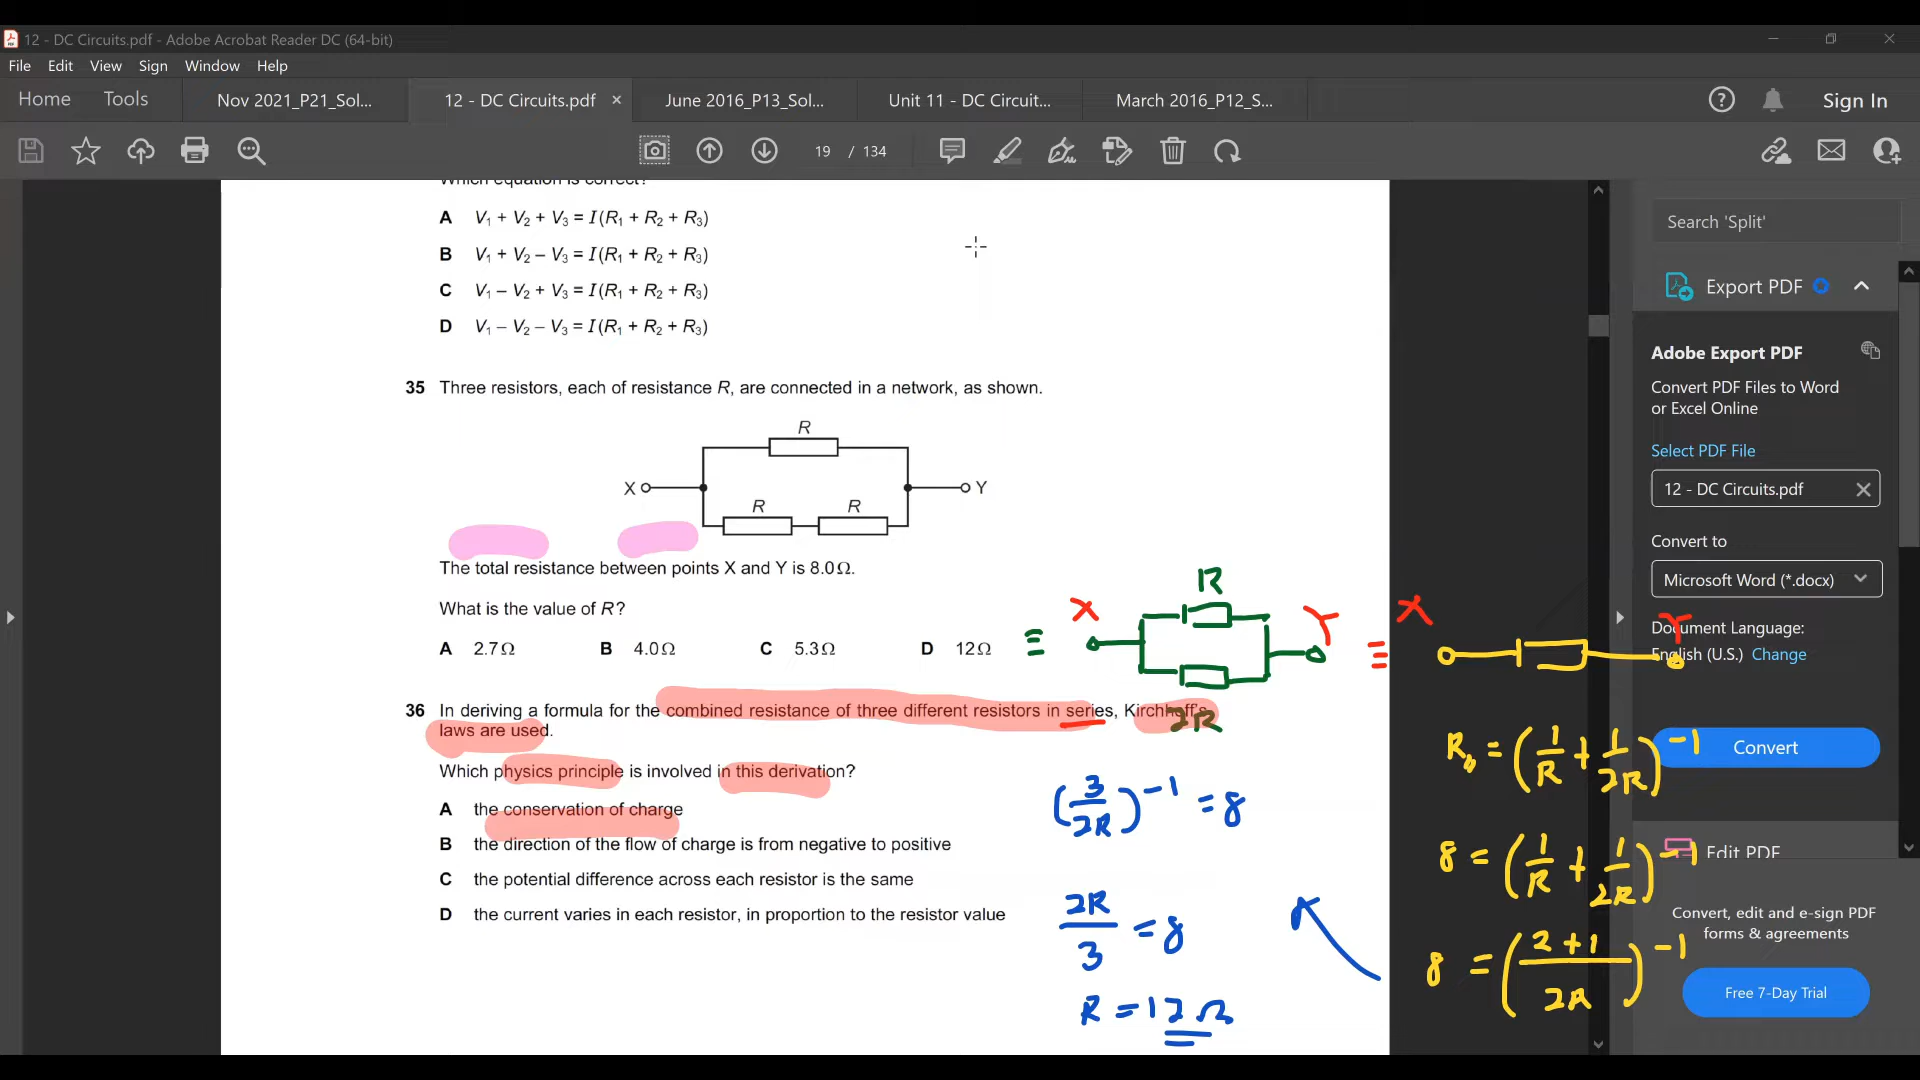 12 - DC Circuits.pdf - Adobe Acrobat Reader DC (64-bit)
File Edit View Sign Window Help
Home Tools Nov 2021_P21_Sol... 12 - DC Circuits.pdf × June 2016_P13_Sol... Unit 11 - DC Circuit... March 2016_P12_S... Sign In
19 / 134
Which equation is correct?
A V₁ + V₂ + V₃ = I(R₁ + R₂ + R₃)
B V₁ + V₂ – V₃ = I(R₁ + R₂ + R₃)
C V₁ – V₂ + V₃ = I(R₁ + R₂ + R₃)
D V₁ – V₂ – V₃ = I(R₁ + R₂ + R₃)
35 Three resistors, each of resistance R, are connected in a network, as shown.
R
X Y
R R
The total resistance between points X and Y is 8.0Ω.
What is the value of R?
A 2.7Ω B 4.0Ω C 5.3Ω D 12Ω
36 In deriving a formula for the combined resistance of three different resistors in series, Kirchhoff's
laws are used.
Which physics principle is involved in this derivation?
A the conservation of charge
B the direction of the flow of charge is from negative to positive
C the potential difference across each resistor is the same
D the current varies in each resistor, in proportion to the resistor value
≡ X R Y ≡ X Y
2R
(3/2R)⁻¹ = 8
2R/3 = 8
R = 12 Ω
= (1/R + 1/2R)⁻¹
8 = (1/R + 1/2R)⁻¹
8 = (2+1/2R)⁻¹
Search 'Split'
Export PDF
Adobe Export PDF
Convert PDF Files to Word
or Excel Online
Select PDF File
12 - DC Circuits.pdf
Convert to
Microsoft Word (*.docx)
Document Language:
English (U.S.) Change
Convert
Edit PDF
Convert, edit and e-sign PDF
forms & agreements
Free 7-Day Trial